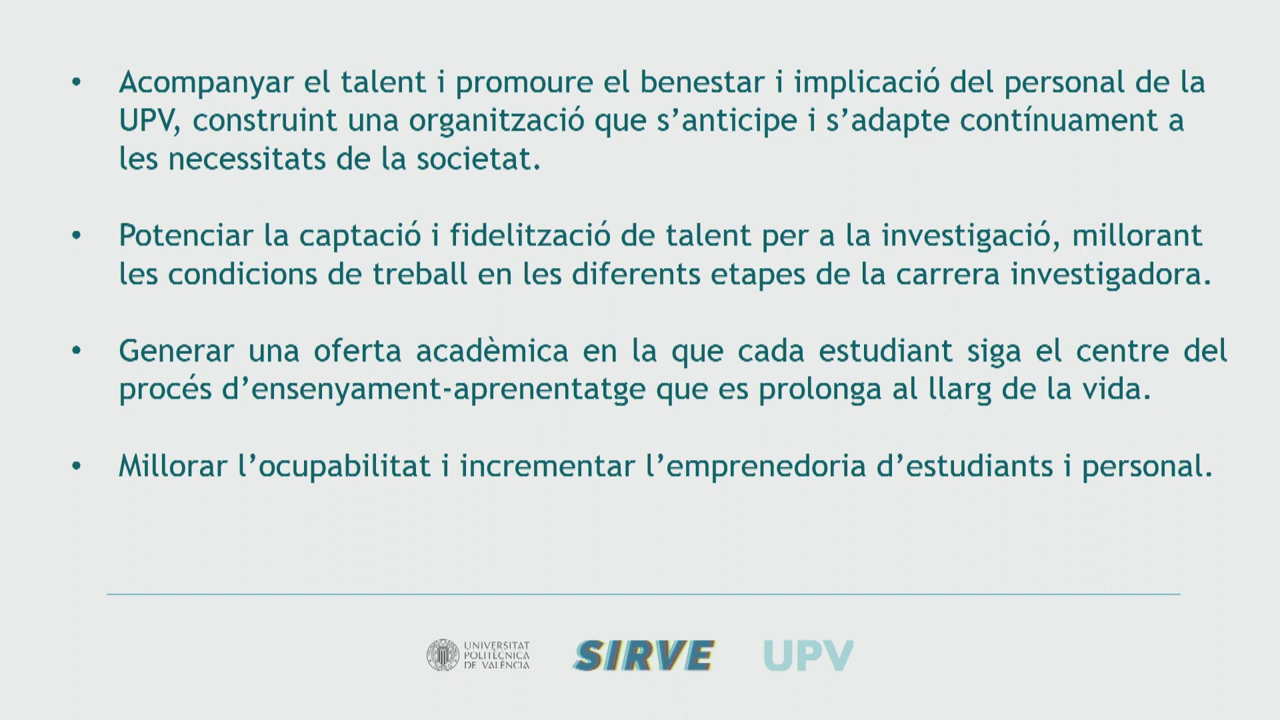 • Acompanyar el talent i promoure el benestar i implicació del personal de la
UPV, construint una organització que s’anticipe i s’adapte contínuament a
les necessitats de la societat.
• Potenciar la captació i fidelització de talent per a la investigació, millorant
les condicions de treball en les diferents etapes de la carrera investigadora.
• Generar una oferta acadèmica en la que cada estudiant siga el centre del
procés d’ensenyament-aprenentatge que es prolonga al llarg de la vida.
• Millorar l’ocupabilitat i incrementar l’emprenedoria d’estudiants i personal.
UNIVERSITAT
POLITÈCNICA
DE VALÈNCIA
SIRVE
UPV